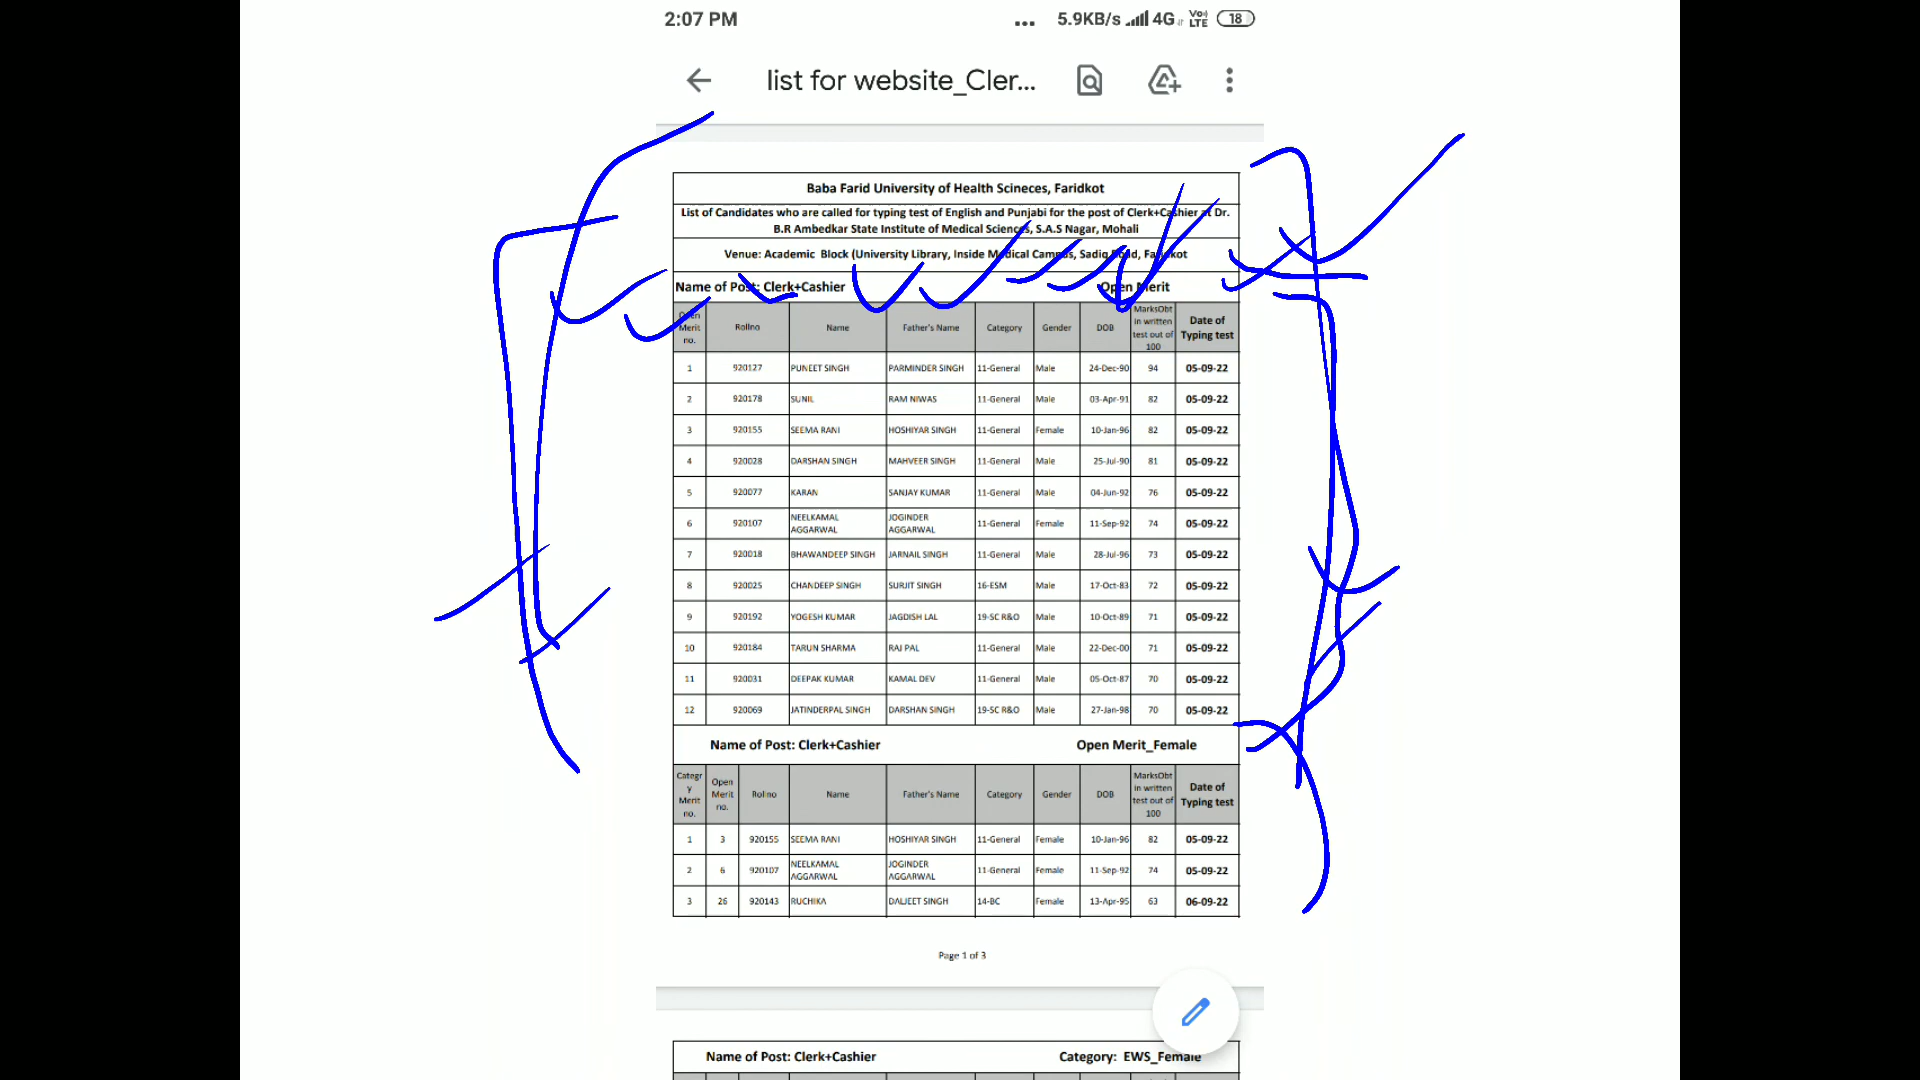 2:07 PM ... 5.9KB/s 4G Vo) LTE 18
list for website_Cler...
Baba Farid University of Health Scineces, Faridkot
List of Candidates who are called for typing test of English and Punjabi for the post of Clerk+Cashier at Dr.
B.R Ambedkar State Institute of Medical Sciences, S.A.S Nagar, Mohali
Venue: Academic Block (University Library, Inside Medical Campus, Sadiq Road, Faridkot
Name of Post: Clerk+Cashier Open Merit
Open Merit no. Rollno Name Father's Name Category Gender DOB MarksObt in written test out of 100 Date of Typing test
1 920127 PUNEET SINGH PARMINDER SINGH 11-General Male 24-Dec-90 94 05-09-22
2 920178 SUNIL RAM NIWAS 11-General Male 03-Apr-91 82 05-09-22
3 920155 SEEMA RANI HOSHIYAR SINGH 11-General Female 10-Jan-96 82 05-09-22
4 920028 DARSHAN SINGH MAHVEER SINGH 11-General Male 25-Jul-90 81 05-09-22
5 920077 KARAN SANJAY KUMAR 11-General Male 04-Jun-92 76 05-09-22
6 920107 NEELKAMAL AGGARWAL JOGINDER AGGARWAL 11-General Female 11-Sep-92 74 05-09-22
7 920018 BHAWANDEEP SINGH JARNAIL SINGH 11-General Male 28-Jul-96 73 05-09-22
8 920025 CHANDEEP SINGH SURJIT SINGH 16-ESM Male 17-Oct-83 72 05-09-22
9 920192 YOGESH KUMAR JAGDISH LAL 19-SC R&O Male 10-Oct-89 71 05-09-22
10 920184 TARUN SHARMA RAJ PAL 11-General Male 22-Dec-00 71 05-09-22
11 920031 DEEPAK KUMAR KAMAL DEV 11-General Male 05-Oct-87 70 05-09-22
12 920069 JATINDERPAL SINGH DARSHAN SINGH 19-SC R&O Male 27-Jan-98 70 05-09-22
Name of Post: Clerk+Cashier Open Merit_Female
Categry Merit no. Open Merit no. Rollno Name Father's Name Category Gender DOB MarksObt in written test out of 100 Date of Typing test
1 3 920155 SEEMA RANI HOSHIYAR SINGH 11-General Female 10-Jan-96 82 05-09-22
2 6 920107 NEELKAMAL AGGARWAL JOGINDER AGGARWAL 11-General Female 11-Sep-92 74 05-09-22
3 26 920143 RUCHIKA DALJEET SINGH 14-BC Female 13-Apr-95 63 06-09-22
Page 1 of 3
Name of Post: Clerk+Cashier Category: EWS_Female